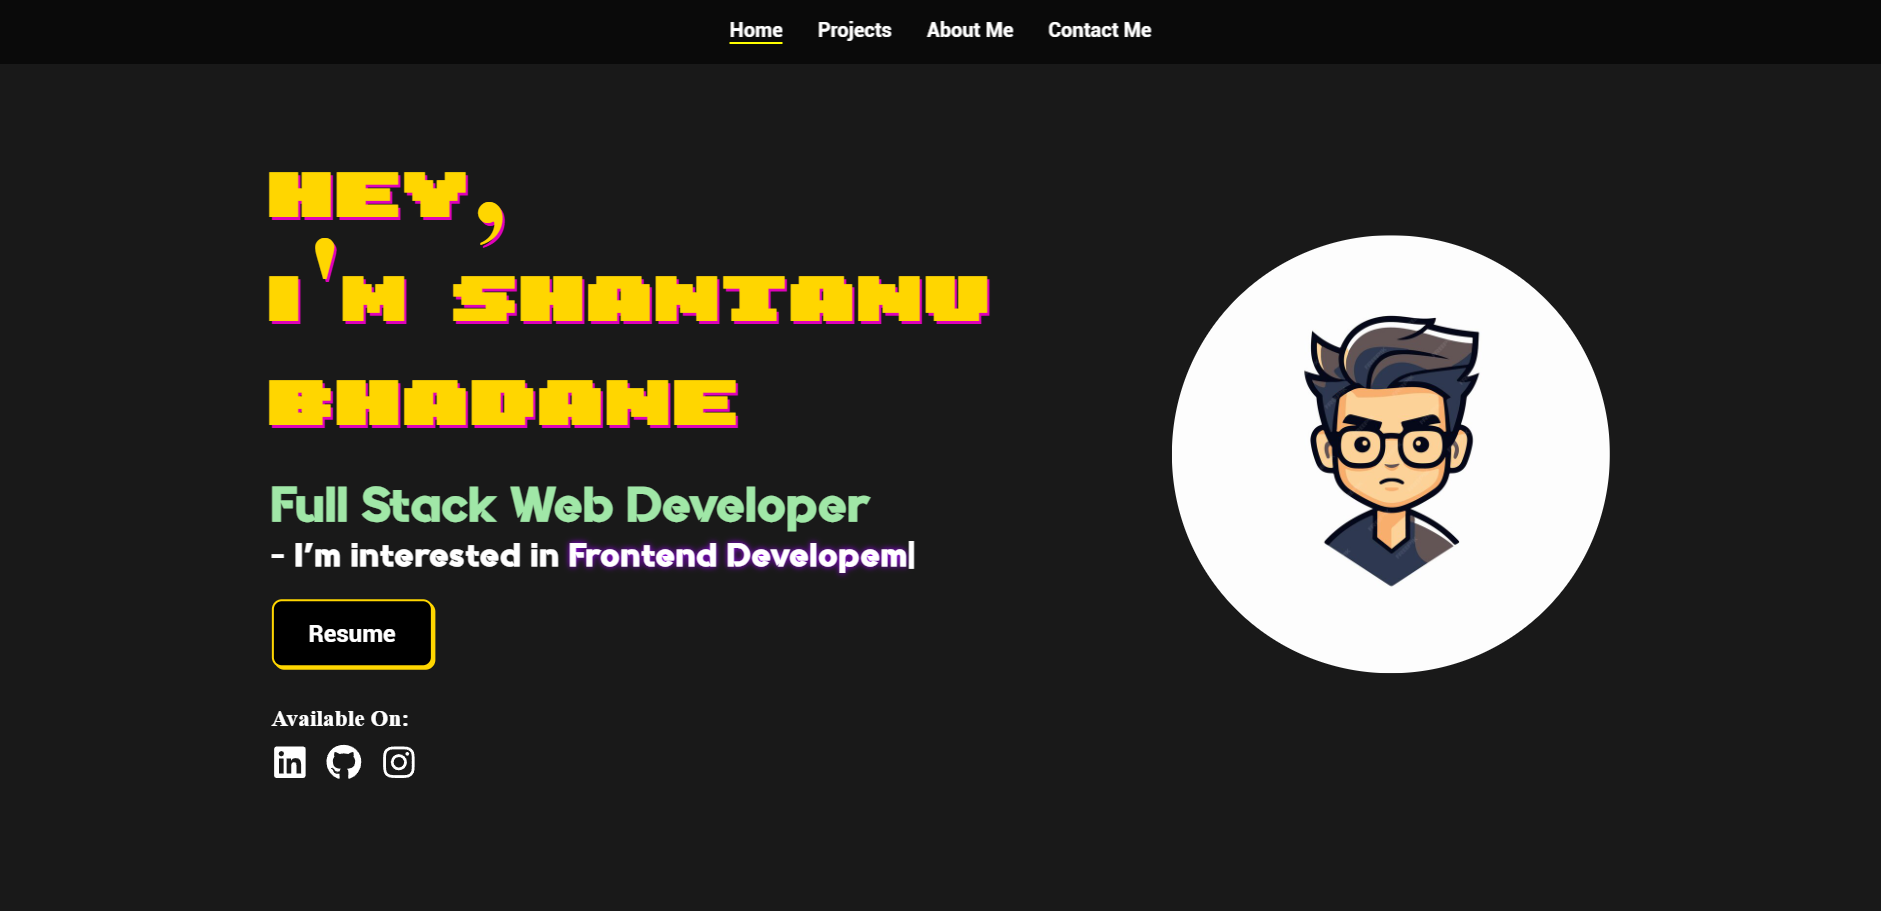 Home Projects About Me Contact Me
HEY,
I'M SHANTANU
BHADANE
Full Stack Web Developer
- I'm interested in Frontend Developem|
Resume
Available On:
in